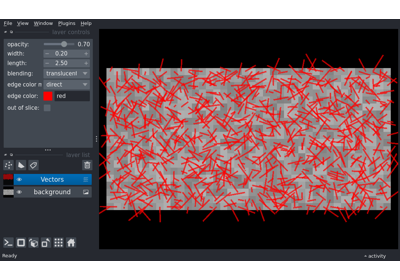 File View Window Plugins Help
layer controls
opacity: 0.70
width: 0.20
length: 2.50
blending: translucent
edge color m direct
edge color: red
out of slice:
layer list
Vectors
background
Ready
activity